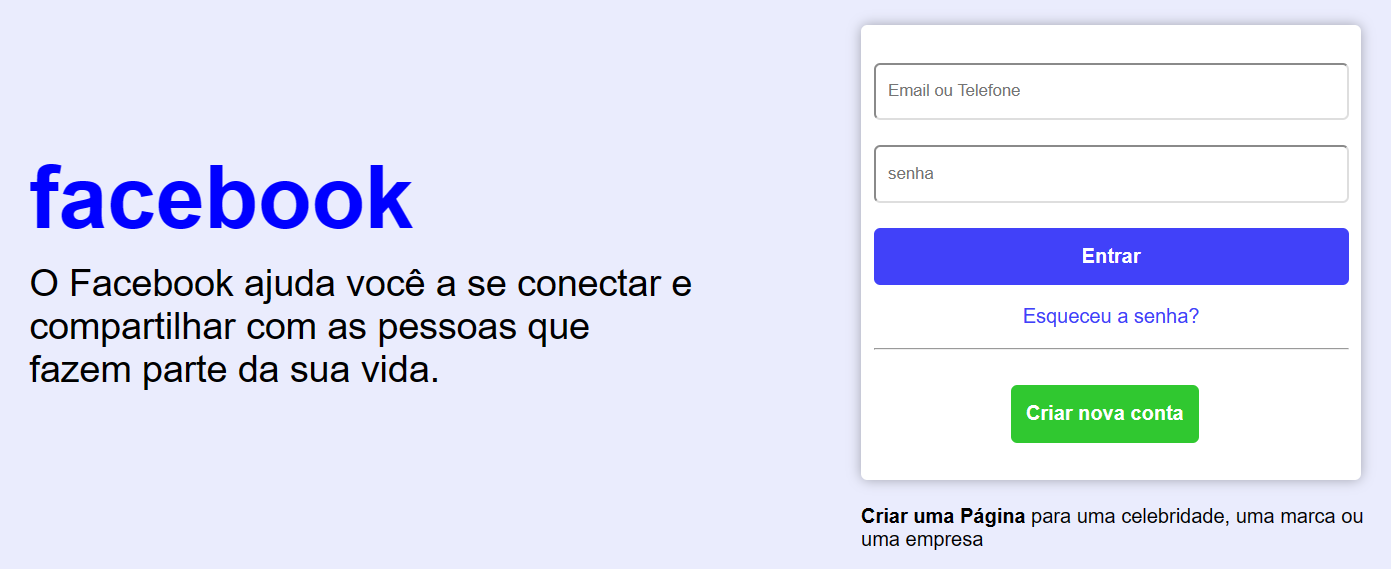 facebook
O Facebook ajuda você a se conectar e
compartilhar com as pessoas que
fazem parte da sua vida.
Email ou Telefone
senha
Entrar
Esqueceu a senha?
Criar nova conta
Criar uma Página para uma celebridade, uma marca ou
uma empresa